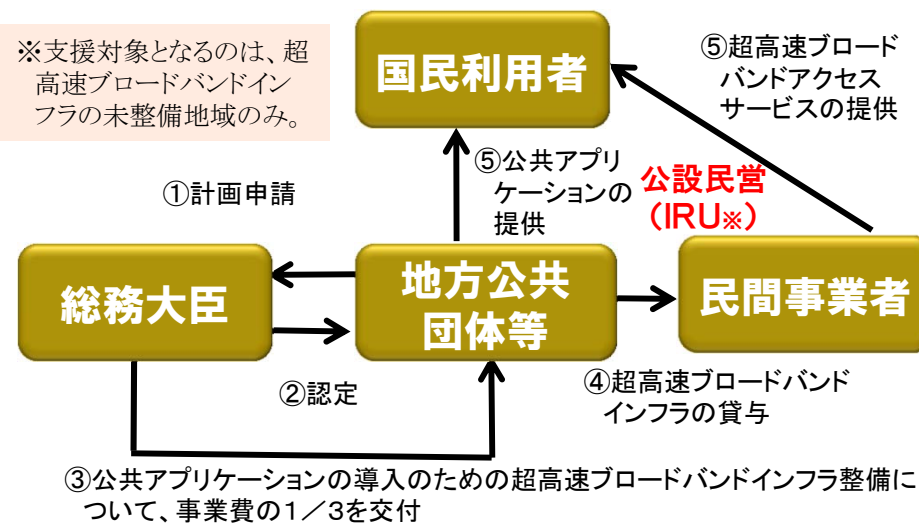 ※支援対象となるのは、超
高速ブロードバンドイン
フラの未整備地域のみ。
国民利用者
⑤超高速ブロード
バンドアクセス
サービスの提供
①計画申請
⑤公共アプリ
ケーションの
提供
公設民営
（IRU※）
総務大臣
地方公共
団体等
民間事業者
②認定
④超高速ブロードバンド
インフラの貸与
③公共アプリケーションの導入のための超高速ブロードバンドインフラ整備に
ついて、事業費の１／３を交付